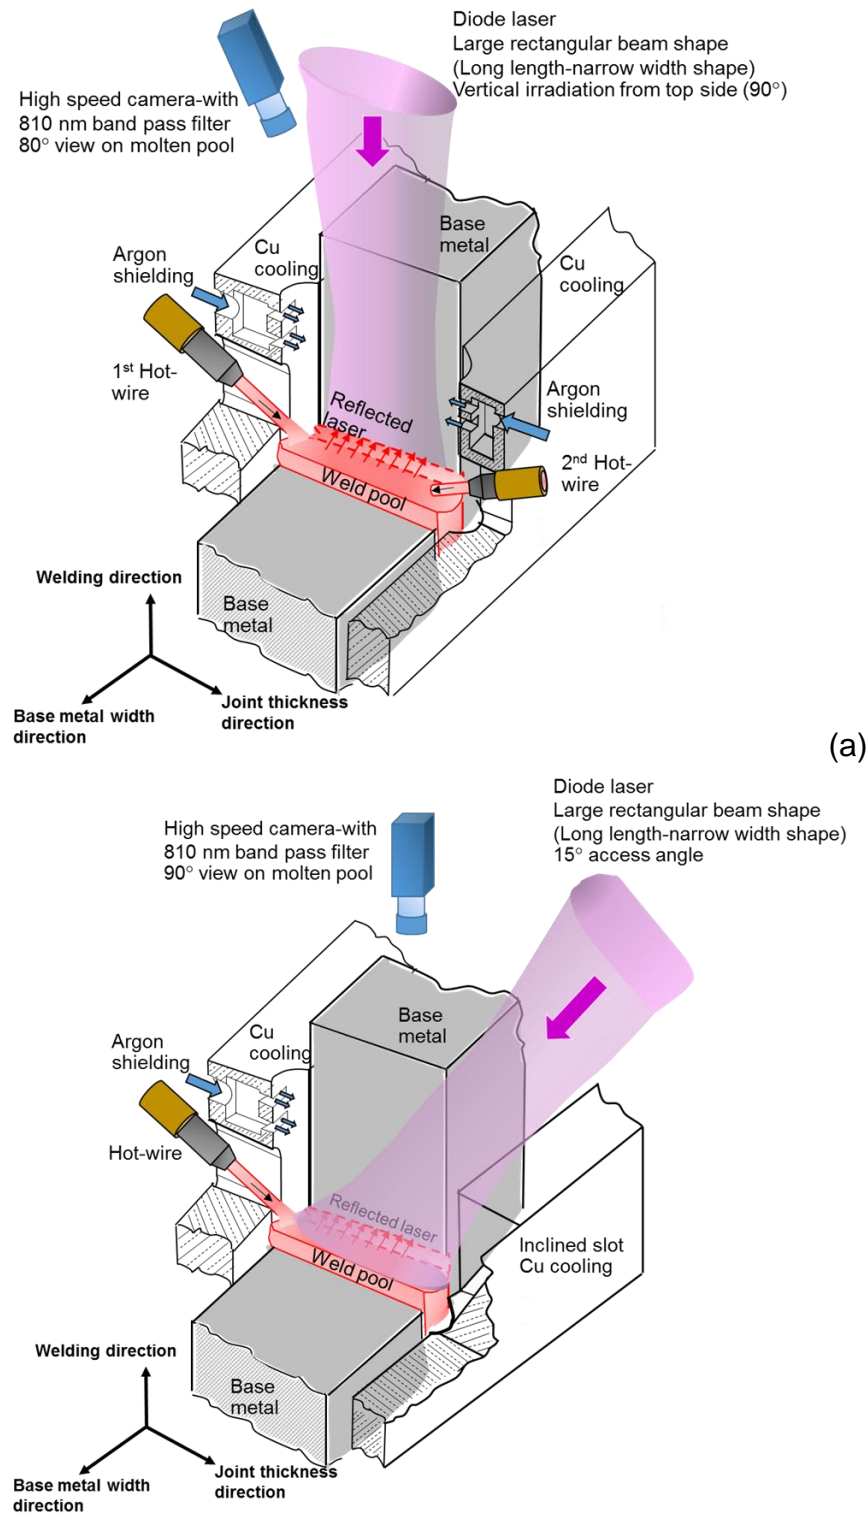 Diode laser
Large rectangular beam shape
(Long length-narrow width shape)
Vertical irradiation from top side (90°)
High speed camera-with
810 nm band pass filter
80° view on molten pool
Base
metal
Cu
cooling
Argon
shielding
Cu
cooling
1st Hot-
wire
Reflected
laser
Argon
shielding
2nd Hot-
wire
Weld pool
Base
metal
Welding direction
Joint thickness
direction
Base metal width
direction
(a)
Diode laser
Large rectangular beam shape
(Long length-narrow width shape)
15° access angle
High speed camera-with
810 nm band pass filter
90° view on molten pool
Base
metal
Cu
cooling
Argon
shielding
Hot-wire
Reflected laser
Weld pool
Inclined slot
Cu cooling
Base
metal
Welding direction
Joint thickness
direction
Base metal width
direction